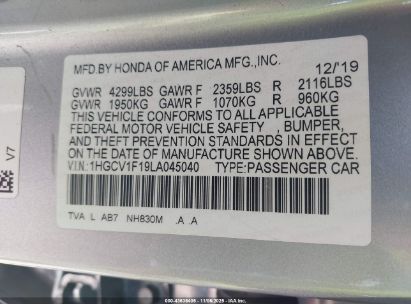 MFD.BY HONDA OF AMERICA MFG.,INC.
12/'19
GVWR 4299LBS GAWR F 2359LBS R 2116LBS
GVWR 1950KG GAWR F 1070KG R 960KG
THIS VEHICLE CONFORMS TO ALL APPLICABLE
FEDERAL MOTOR VEHICLE SAFETY , BUMPER,
AND THEFT PREVENTION STANDARDS IN EFFECT
ON THE DATE OF MANUFACTURE SHOWN ABOVE.
V.I.N:1HGCV1F19LA045040 TYPE:PASSENGER CAR
TVA L AB7 NH830M .A .A
V7